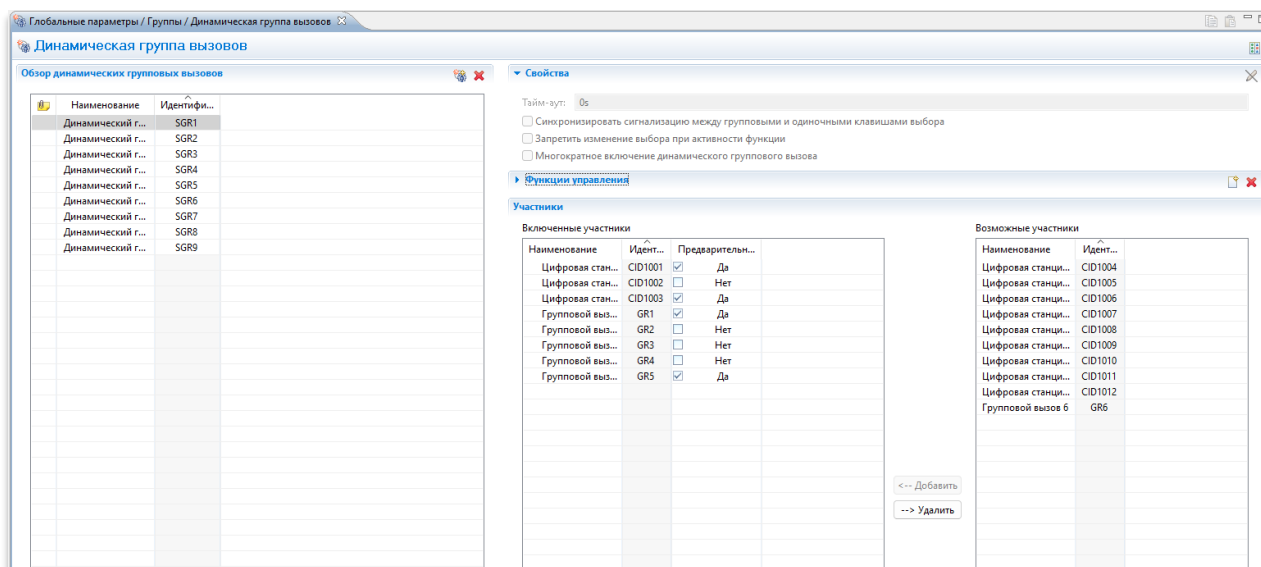 Глобальные параметры / Группы / Динамическая группа вызовов
Динамическая группа вызовов
Обзор динамических групповых вызовов
Наименование Идентифи...
Динамический г... SGR1
Динамический г... SGR2
Динамический г... SGR3
Динамический г... SGR4
Динамический г... SGR5
Динамический г... SGR6
Динамический г... SGR7
Динамический г... SGR8
Динамический г... SGR9
Свойства
Тайм-аут: 0s
Синхронизировать сигнализацию между групповыми и одиночными клавишами выбора
Запретить изменение выбора при активности функции
Многократное включение динамического группового вызова
Функции управления
Участники
Включенные участники
Наименование Идент... Предварительн...
Цифровая стан... CID1001 Да
Цифровая стан... CID1002 Нет
Цифровая стан... CID1003 Да
Групповой выз... GR1 Да
Групповой выз... GR2 Нет
Групповой выз... GR3 Нет
Групповой выз... GR4 Нет
Групповой выз... GR5 Да
<-- Добавить
--> Удалить
Возможные участники
Наименование Идент...
Цифровая станци... CID1004
Цифровая станци... CID1005
Цифровая станци... CID1006
Цифровая станци... CID1007
Цифровая станци... CID1008
Цифровая станци... CID1009
Цифровая станци... CID1010
Цифровая станци... CID1011
Цифровая станци... CID1012
Групповой вызов 6 GR6